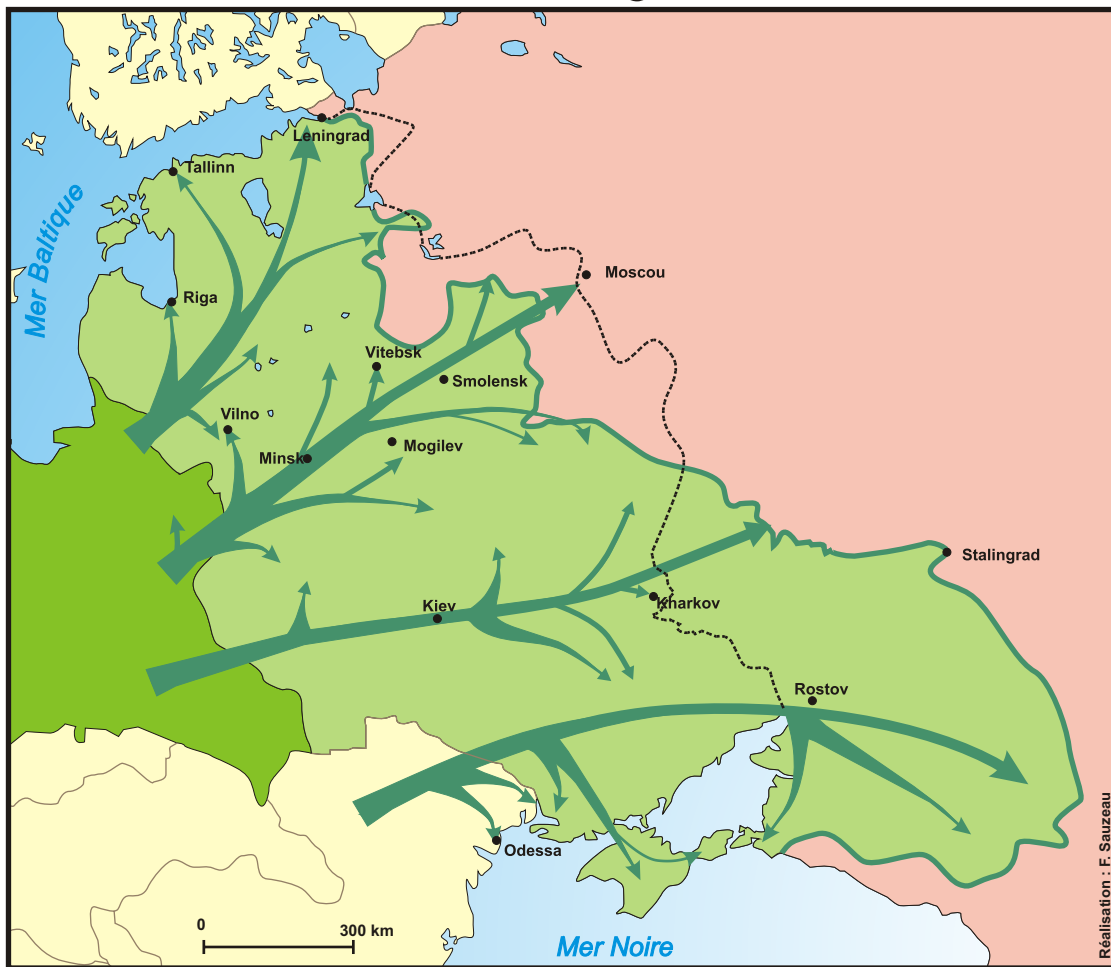 Leningrad
Tallinn
Mer Baltique
Moscou
Riga
Vitebsk
Smolensk
Vilno
Mogilev
Minsk
Stalingrad
Kiev
Kharkov
Rostov
Odessa
0 300 km
Mer Noire
Réalisation : F. Sauzeau